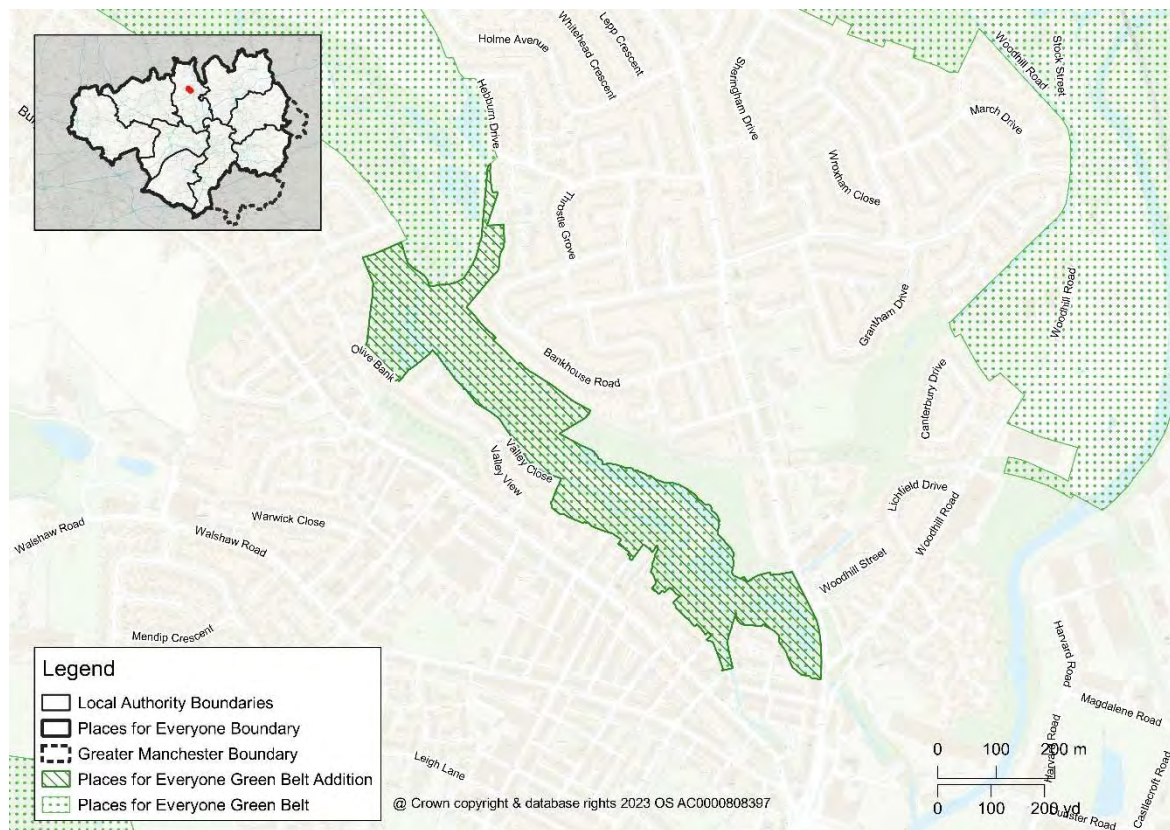 Holme Avenue
Whitehead Crescent
Lepp Crescent
Woodhill Road
Stock Street
Hebburn Drive
Sheringham Drive
March Drive
Wroxham Close
Throstle Grove
Woodhill Road
Grantham Drive
Olive Bank
Bankhouse Road
Canterbury Drive
Valley Close
Valley View
Lichfield Drive
Woodhill Road
Walshaw Road
Warwick Close
Walshaw Road
Woodhill Street
Mendip Crescent
Harvard Road
Magdalene Road
Harvard Road
Castlecroft Road
Leigh Lane
Legend
Local Authority Boundaries
Places for Everyone Boundary
Greater Manchester Boundary
Places for Everyone Green Belt Addition
Places for Everyone Green Belt
@ Crown copyright & database rights 2023 OS AC0000808397
0 100 200 m
0 100 200 yd